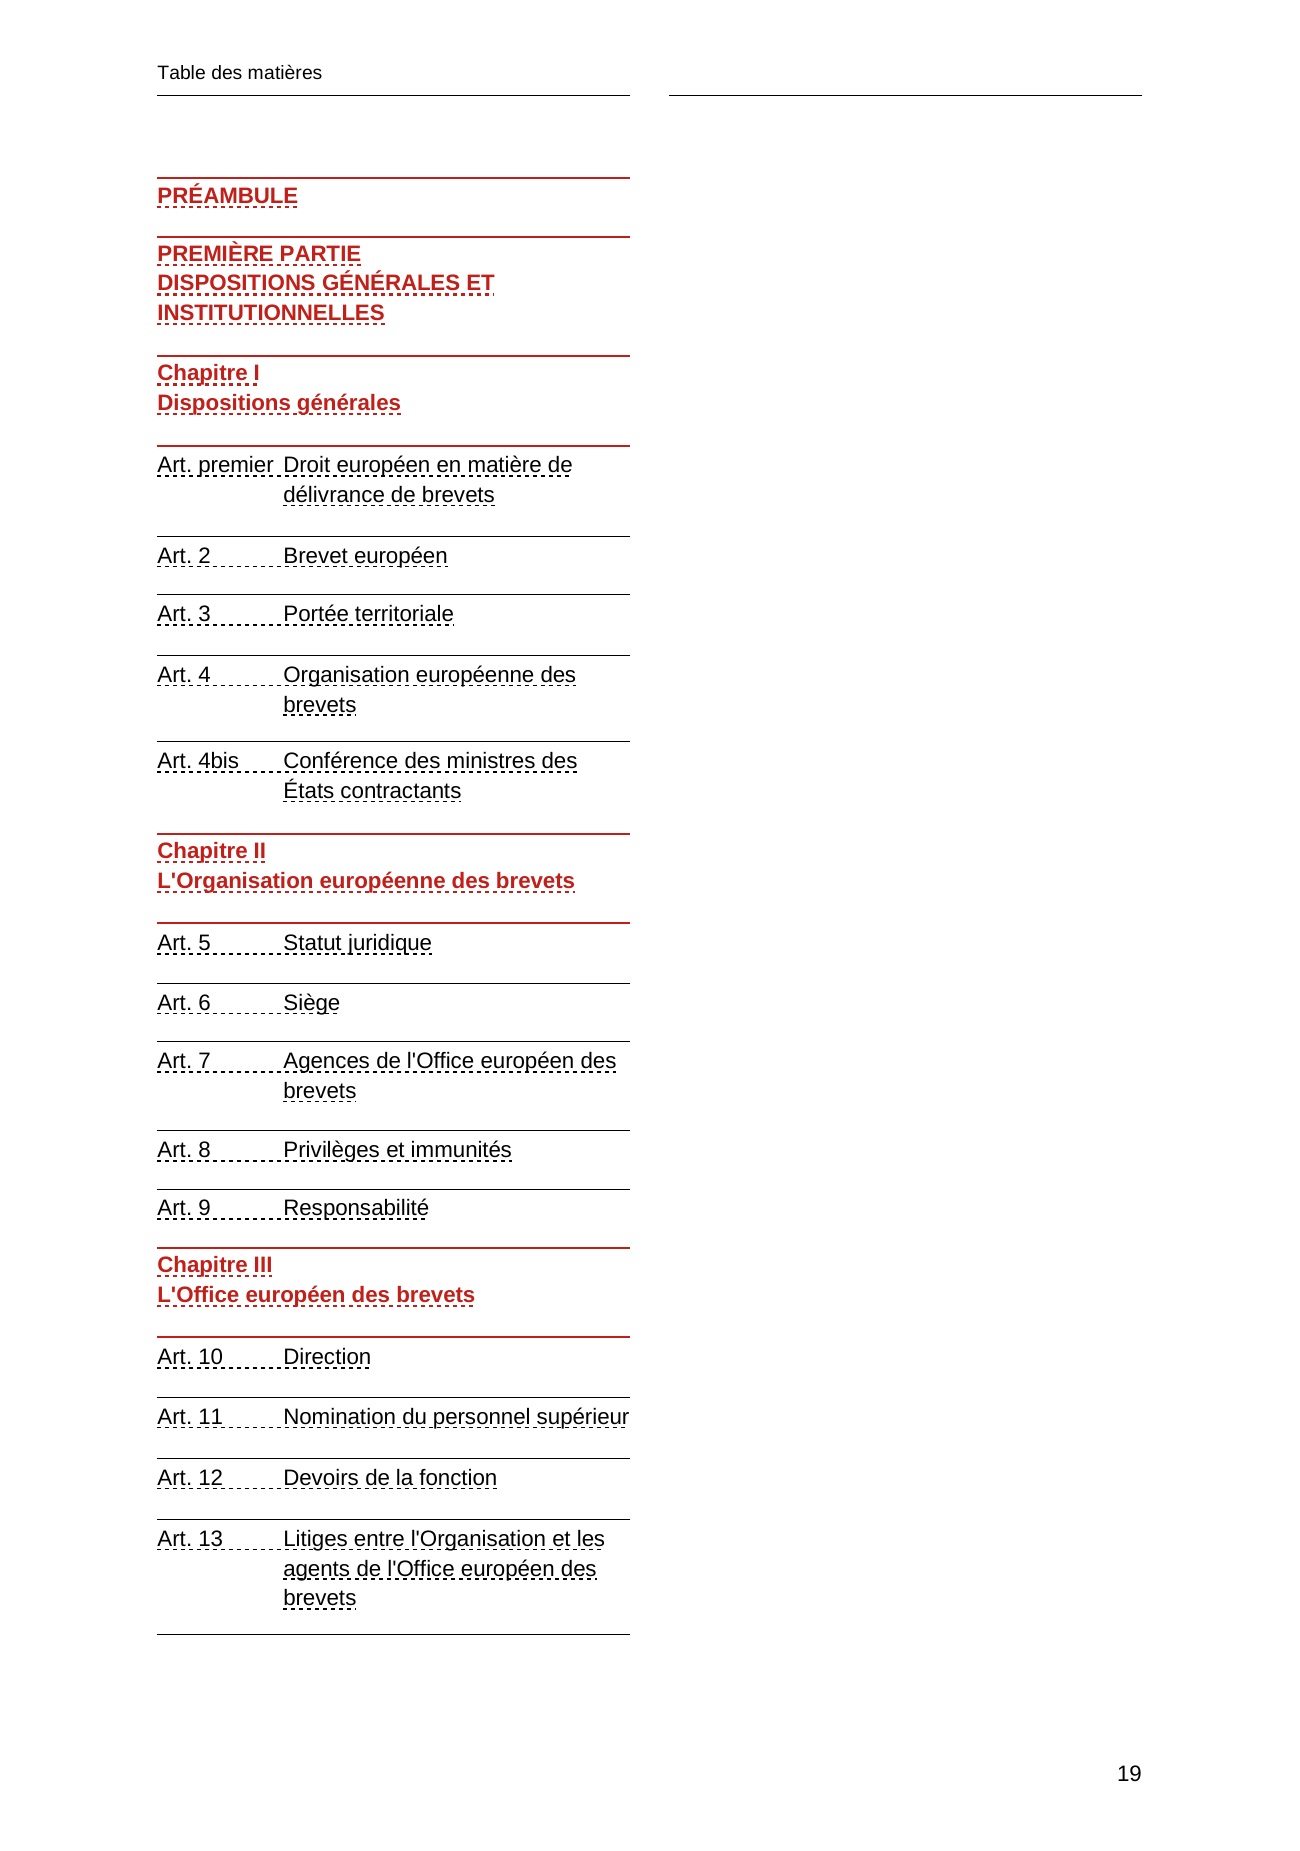 Table des matières
PRÉAMBULE
PREMIÈRE PARTIE
DISPOSITIONS GÉNÉRALES ET
INSTITUTIONNELLES
Chapitre I
Dispositions générales
Art. premier Droit européen en matière de
délivrance de brevets
Art. 2 Brevet européen
Art. 3 Portée territoriale
Art. 4 Organisation européenne des
brevets
Art. 4bis Conférence des ministres des
États contractants
Chapitre II
L'Organisation européenne des brevets
Art. 5 Statut juridique
Art. 6 Siège
Art. 7 Agences de l'Office européen des
brevets
Art. 8 Privilèges et immunités
Art. 9 Responsabilité
Chapitre III
L'Office européen des brevets
Art. 10 Direction
Art. 11 Nomination du personnel supérieur
Art. 12 Devoirs de la fonction
Art. 13 Litiges entre l'Organisation et les
agents de l'Office européen des
brevets
19